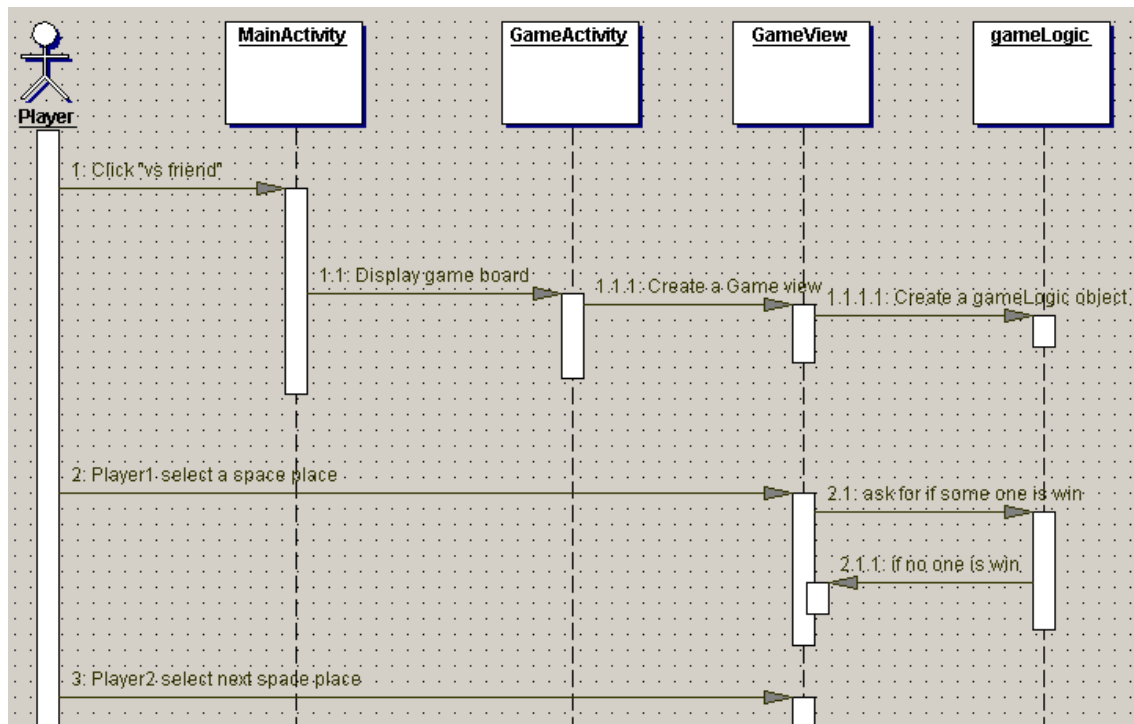 MainActivity
GameActivity
GameView
gameLogic
Player
1: Click "vs friend"
1.1: Display game board
1.1.1: Create a Game view
1.1.1.1: Create a gameLogic object
2: Player1 select a space place
2.1: ask for if some one is win
2.1.1: if no one is win
3: Player2 select next space place